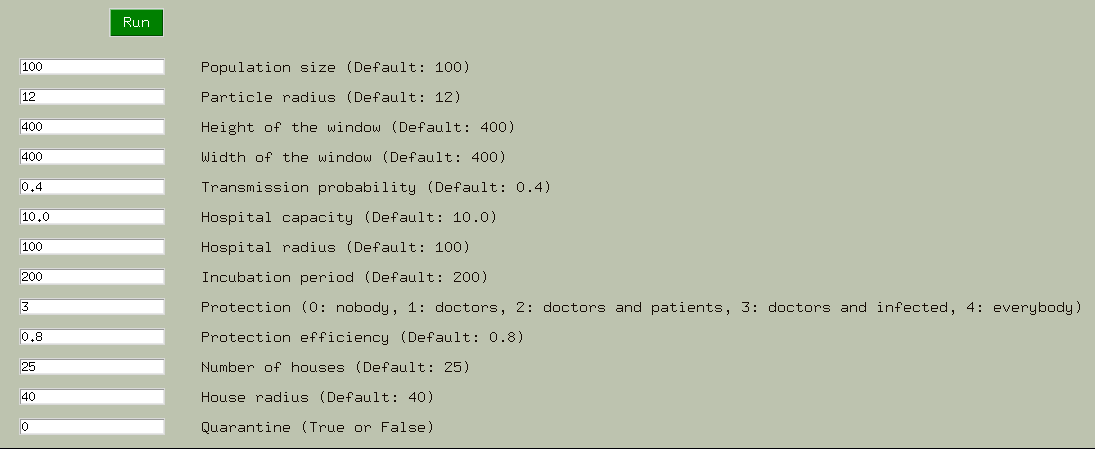 Run
100 Population size (Default: 100)
12 Particle radius (Default: 12)
400 Height of the window (Default: 400)
400 Width of the window (Default: 400)
0.4 Transmission probability (Default: 0.4)
10.0 Hospital capacity (Default: 10.0)
100 Hospital radius (Default: 100)
200 Incubation period (Default: 200)
3 Protection (0: nobody, 1: doctors, 2: doctors and patients, 3: doctors and infected, 4: everybody)
0.8 Protection efficiency (Default: 0.8)
25 Number of houses (Default: 25)
40 House radius (Default: 40)
0 Quarantine (True or False)